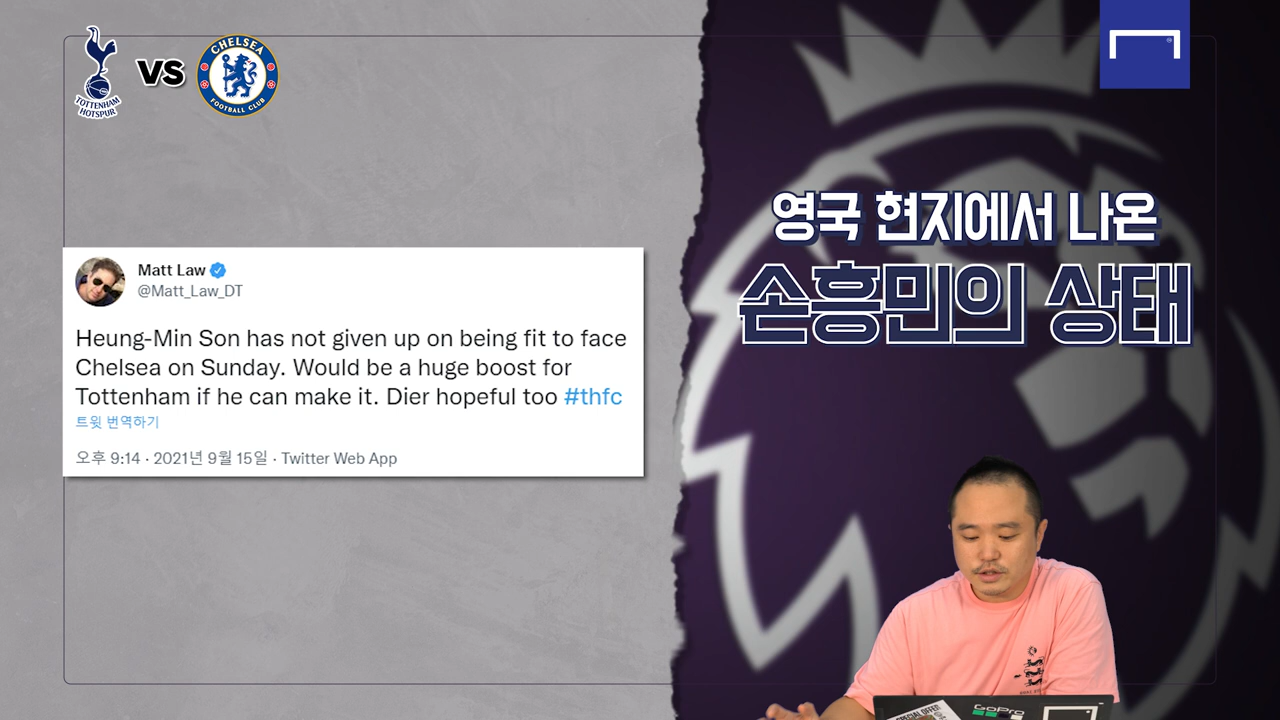 TOTTENHAM
HOTSPUR
VS
CHELSEA
FOOTBALL CLUB
영국 현지에서 나온
손흥민의 상태
Matt Law
@Matt_Law_DT
Heung-Min Son has not given up on being fit to face
Chelsea on Sunday. Would be a huge boost for
Tottenham if he can make it. Dier hopeful too #thfc
트윗 번역하기
오후 9:14 · 2021년 9월 15일 · Twitter Web App
SPECIAL OFFER!
GoPro